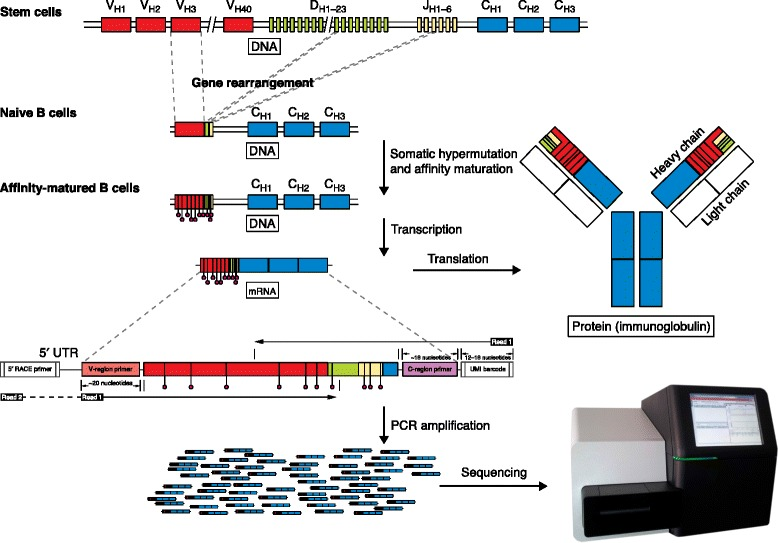 Stem cells
VH1 VH2 VH3 VH40 DH1–23 JH1–6 CH1 CH2 CH3
DNA
Gene rearrangement
Naive B cells
CH1 CH2 CH3
DNA
Somatic hypermutation
and affinity maturation
Affinity-matured B cells
CH1 CH2 CH3
DNA
Transcription
mRNA
Translation
Heavy chain
Light chain
Protein (immunoglobulin)
Read 1
5′ UTR
~18 nucleotides
12–18 nucleotides
5′ RACE primer
V-region primer
C-region primer
UMI barcode
~20 nucleotides
Read 2
Read 1
PCR amplification
Sequencing